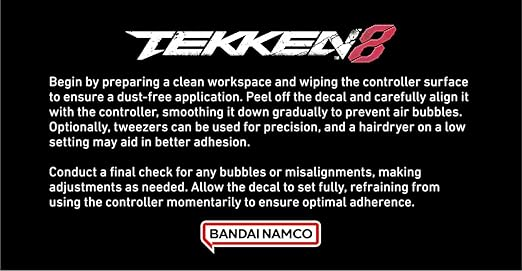 TEKKEN 8
Begin by preparing a clean workspace and wiping the controller surface
to ensure a dust-free application. Peel off the decal and carefully align it
with the controller, smoothing it down gradually to prevent air bubbles.
Optionally, tweezers can be used for precision, and a hairdryer on a low
setting may aid in better adhesion.
Conduct a final check for any bubbles or misalignments, making
adjustments as needed. Allow the decal to set fully, refraining from
using the controller momentarily to ensure optimal adherence.
BANDAI NAMCO